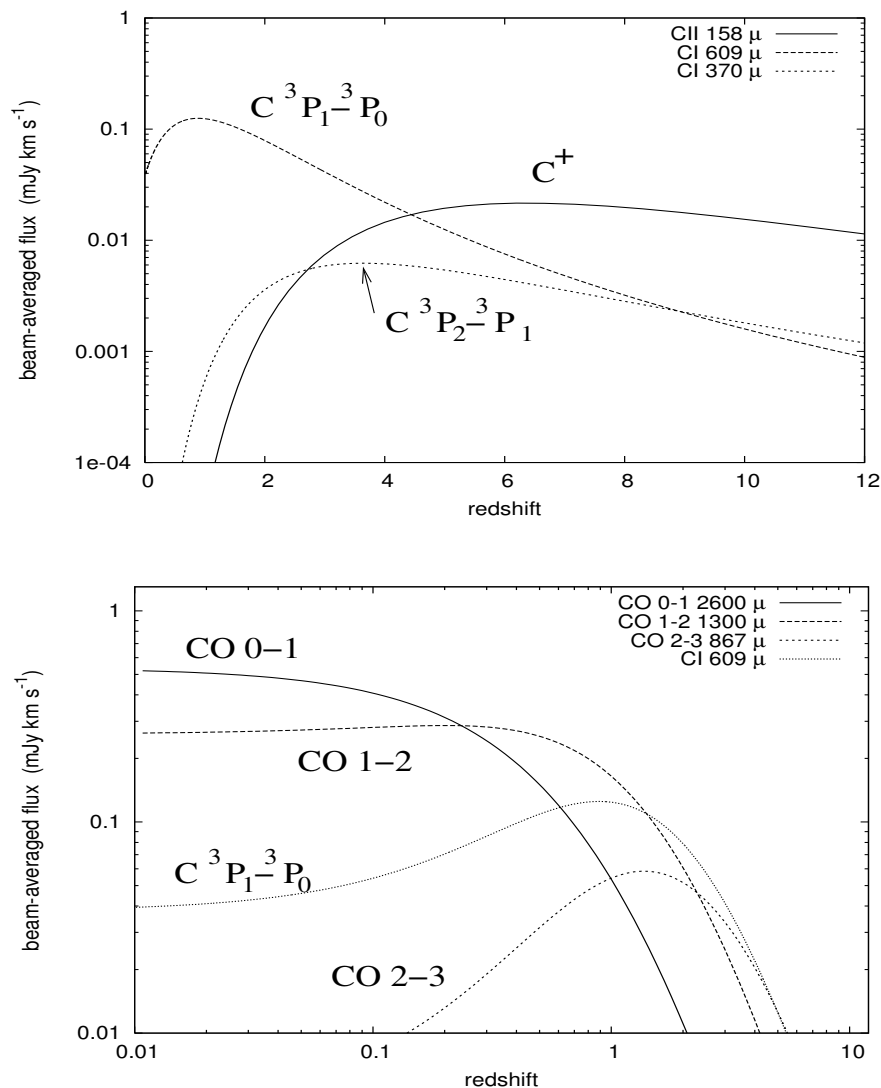 beam-averaged flux (mJy km s⁻¹)
1
0.1
0.01
0.001
1e-04
CII 158 μ
CI 609 μ
CI 370 μ
C ³P₁–³P₀
C⁺
C ³P₂–³P₁
0 2 4 6 8 10 12
redshift
beam-averaged flux (mJy km s⁻¹)
1
0.1
0.01
CO 0-1 2600 μ
CO 1-2 1300 μ
CO 2-3 867 μ
CI 609 μ
CO 0–1
CO 1–2
C ³P₁–³P₀
CO 2–3
0.01 0.1 1 10
redshift